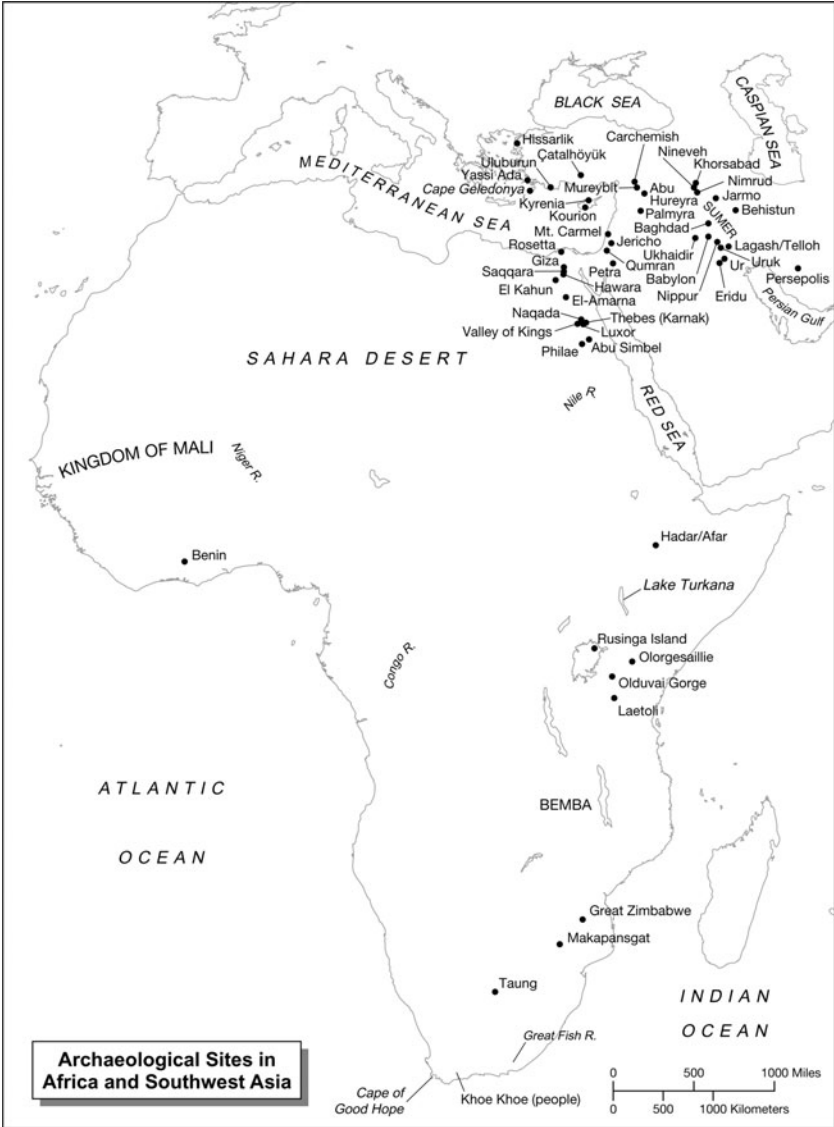 BLACK SEA
CASPIAN SEA
Hissarlik
Carchemish
Nineveh
Khorsabad
Çatalhöyük
Uluburun
Yassi Ada
Cape Geledonya
MEDITERRANEAN SEA
Mureybit
Abu
Hureyra
Nimrud
Jarmo
Kyrenia
Kourion
Palmyra
SUMER
Behistun
Baghdad
Mt. Carmel
Rosetta
Jericho
Ukhaidir
Lagash/Telloh
Giza
Qumran
Babylon
Ur
Uruk
Saqqara
Petra
Hawara
Nippur
Persepolis
El Kahun
El-Amarna
Eridu
Persian Gulf
Naqada
Thebes (Karnak)
Valley of Kings
Luxor
Philae
Abu Simbel
SAHARA DESERT
Nile R
RED SEA
KINGDOM OF MALI
Niger R.
Benin
Hadar/Afar
Lake Turkana
Rusinga Island
Olorgesaillie
Congo R.
Olduvai Gorge
Laetoli
ATLANTIC
OCEAN
BEMBA
Great Zimbabwe
Makapansgat
Taung
INDIAN
OCEAN
Great Fish R.
Archaeological Sites in
Africa and Southwest Asia
Cape of
Good Hope
Khoe Khoe (people)
0 500 1000 Miles
0 500 1000 Kilometers